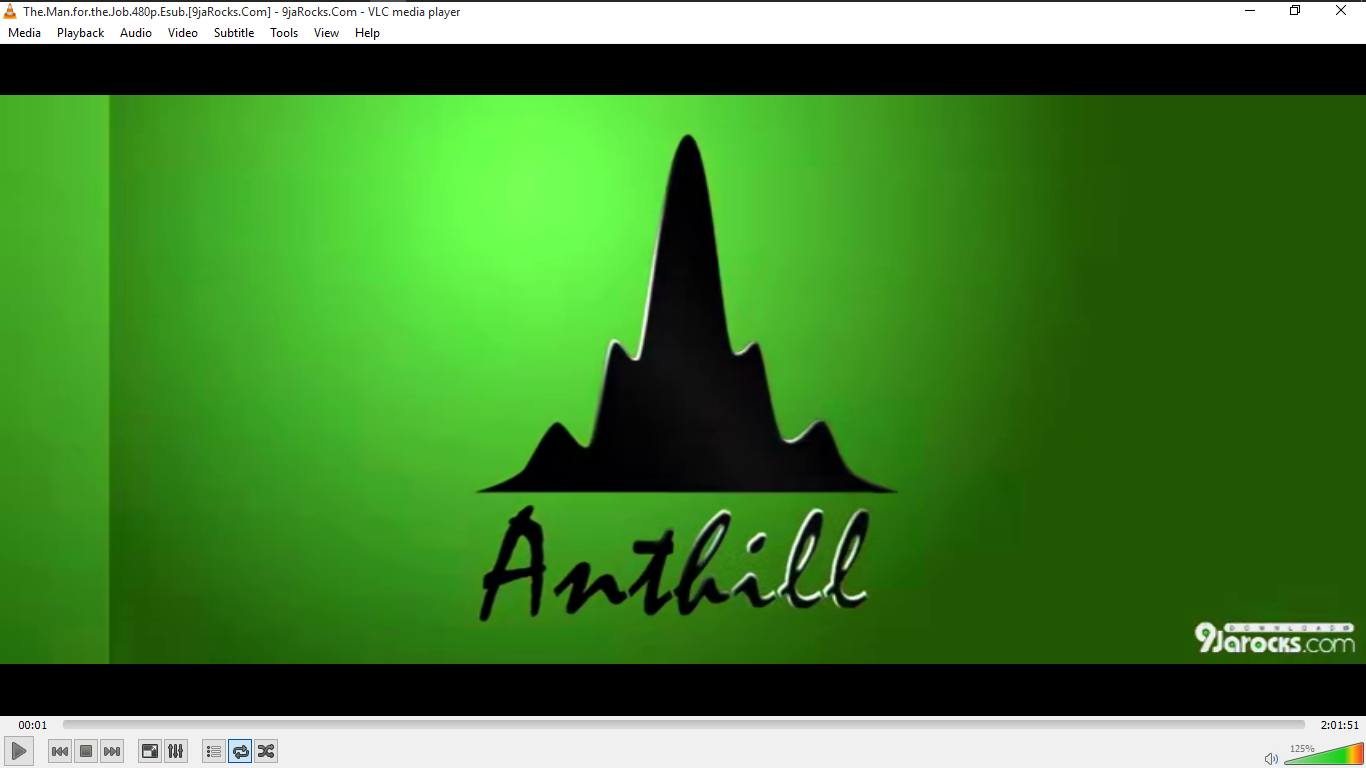 The.Man.for.the.Job.480p.Esub.[9jaRocks.Com] - 9jaRocks.Com - VLC media player
Media Playback Audio Video Subtitle Tools View Help
Anthill
DOWNLOAD@
9Jarocks.com
00:01 2:01:51
125%